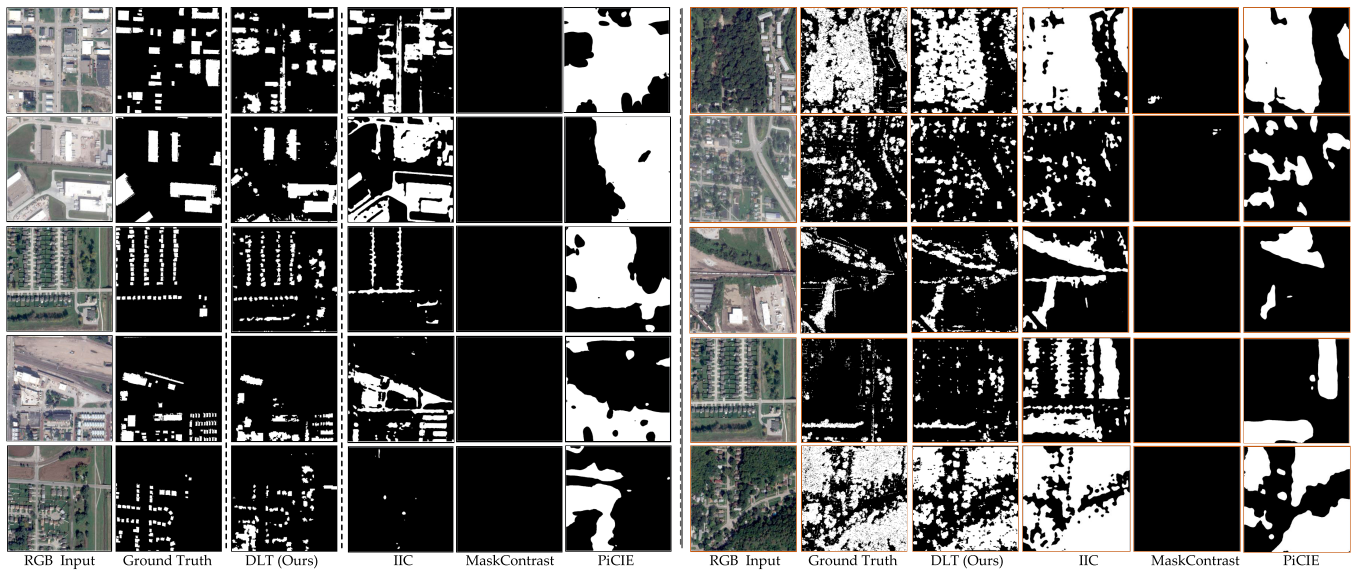 RGB Input Ground Truth DLT (Ours) IIC MaskContrast PiCIE RGB Input Ground Truth DLT (Ours) IIC MaskContrast PiCIE